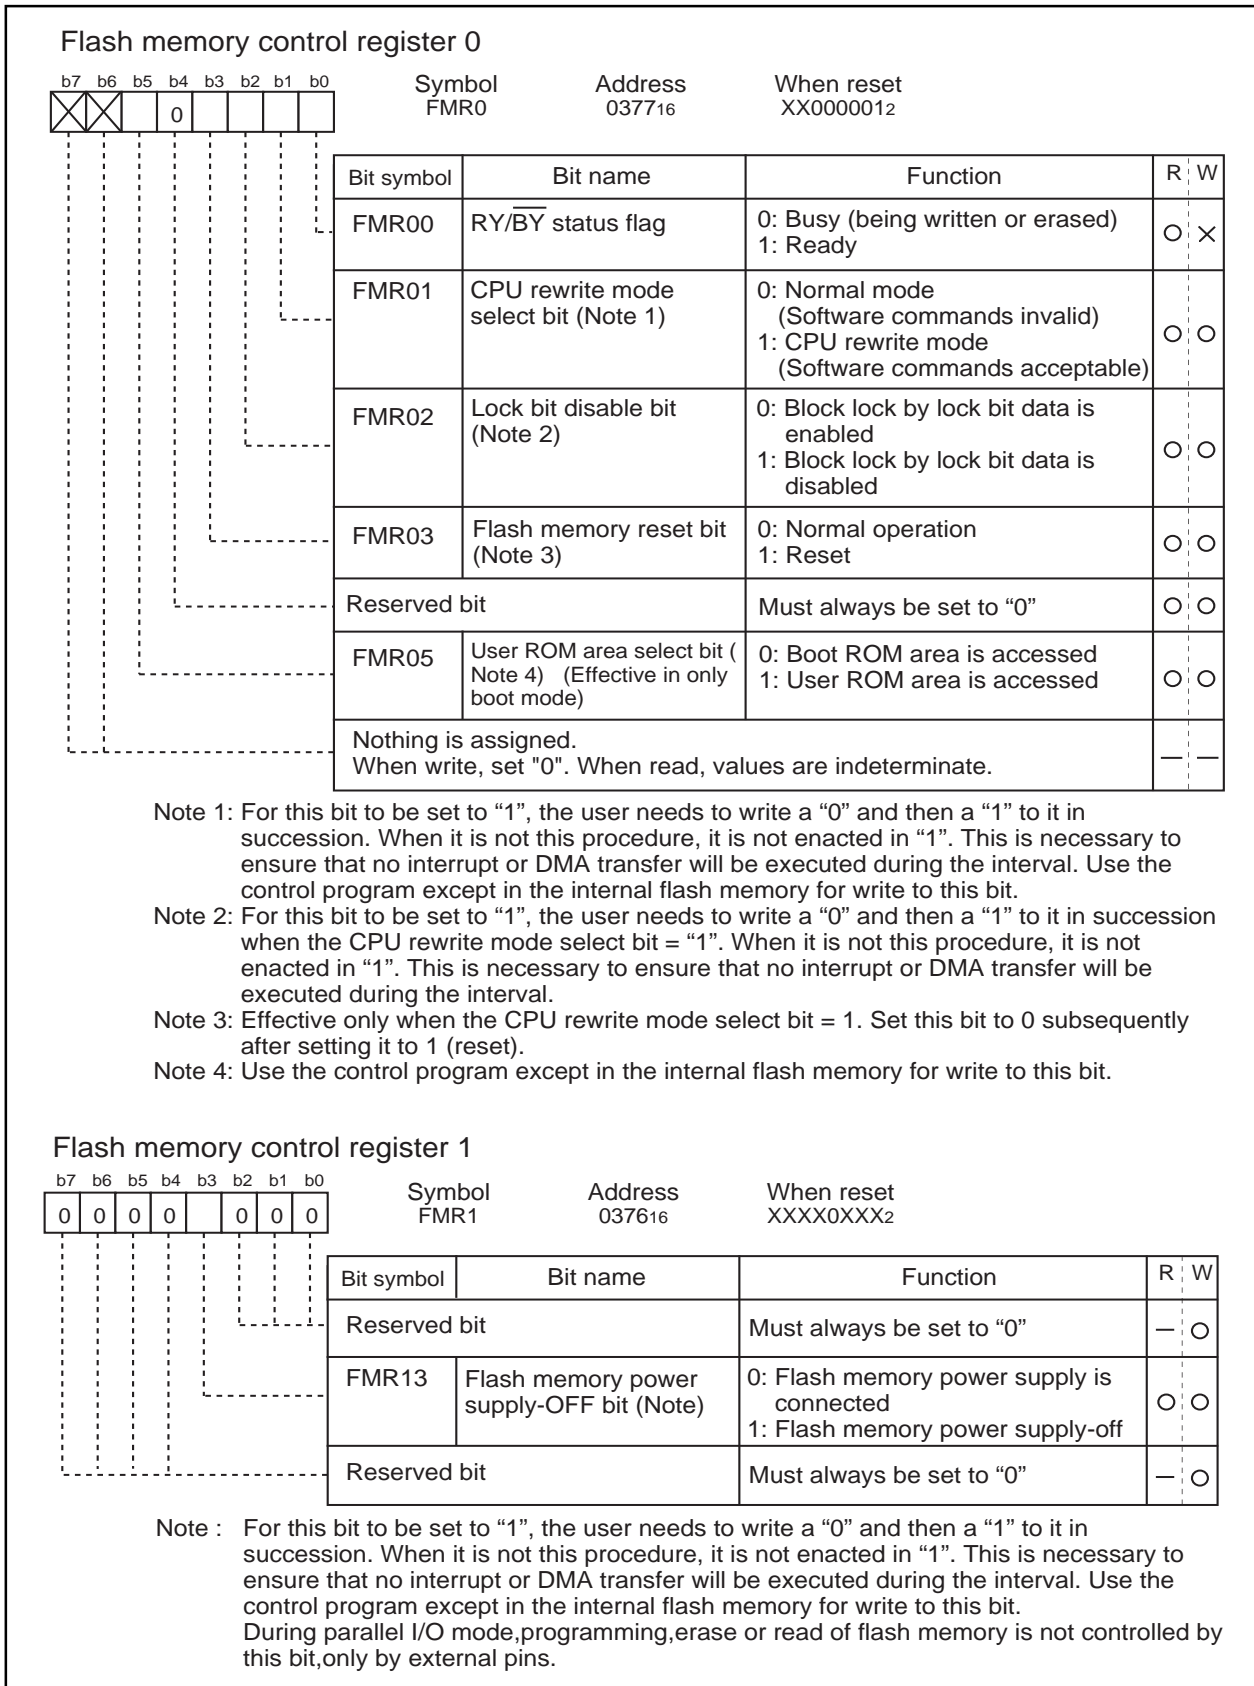 Flash memory control register 0
b7 b6 b5 b4 b3 b2 b1 b0
Symbol Address When reset
0
FMR0 037716 XX0000012
Bit symbol Bit name Function R W
FMR00 RY/BY status flag 0: Busy (being written or erased)
1: Ready
FMR01 CPU rewrite mode 0: Normal mode
select bit (Note 1) (Software commands invalid)
1: CPU rewrite mode
(Software commands acceptable)
FMR02 Lock bit disable bit 0: Block lock by lock bit data is
(Note 2) enabled
1: Block lock by lock bit data is
disabled
FMR03 Flash memory reset bit 0: Normal operation
(Note 3) 1: Reset
Reserved bit Must always be set to “0”
FMR05 User ROM area select bit ( 0: Boot ROM area is accessed
Note 4) (Effective in only 1: User ROM area is accessed
boot mode)
Nothing is assigned.
When write, set "0". When read, values are indeterminate.
Note 1: For this bit to be set to “1”, the user needs to write a “0” and then a “1” to it in
succession. When it is not this procedure, it is not enacted in “1”. This is necessary to
ensure that no interrupt or DMA transfer will be executed during the interval. Use the
control program except in the internal flash memory for write to this bit.
Note 2: For this bit to be set to “1”, the user needs to write a “0” and then a “1” to it in succession
when the CPU rewrite mode select bit = “1”. When it is not this procedure, it is not
enacted in “1”. This is necessary to ensure that no interrupt or DMA transfer will be
executed during the interval.
Note 3: Effective only when the CPU rewrite mode select bit = 1. Set this bit to 0 subsequently
after setting it to 1 (reset).
Note 4: Use the control program except in the internal flash memory for write to this bit.
Flash memory control register 1
b7 b6 b5 b4 b3 b2 b1 b0
Symbol Address When reset
0 0 0 0 0 0 0
FMR1 037616 XXXX0XXX2
Bit symbol Bit name Function R W
Reserved bit Must always be set to “0”
FMR13 Flash memory power 0: Flash memory power supply is
supply-OFF bit (Note) connected
1: Flash memory power supply-off
Reserved bit Must always be set to “0”
Note : For this bit to be set to “1”, the user needs to write a “0” and then a “1” to it in
succession. When it is not this procedure, it is not enacted in “1”. This is necessary to
ensure that no interrupt or DMA transfer will be executed during the interval. Use the
control program except in the internal flash memory for write to this bit.
During parallel I/O mode,programming,erase or read of flash memory is not controlled by
this bit,only by external pins.